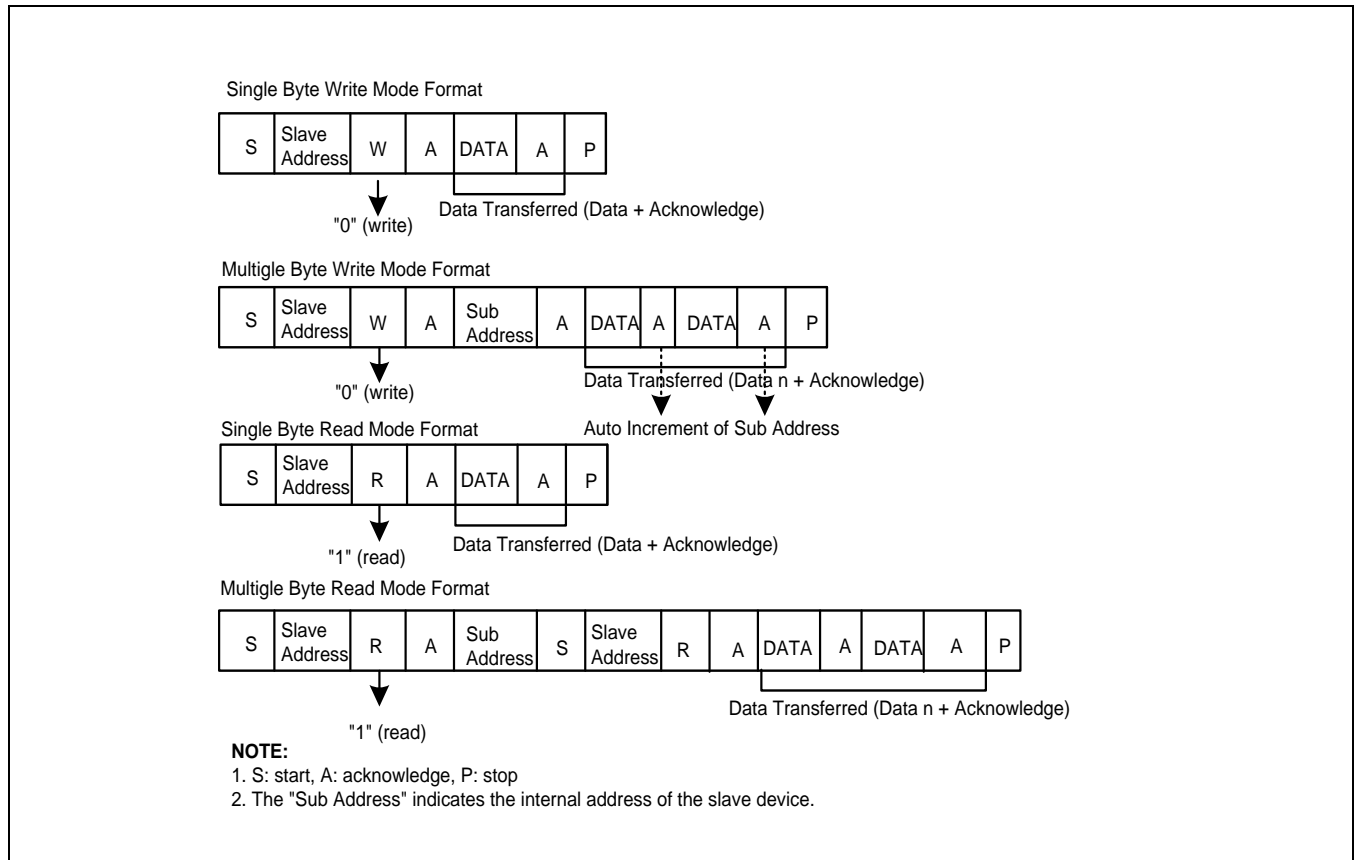 Single Byte Write Mode Format
S Slave Address W A DATA A P
Data Transferred (Data + Acknowledge)
"0" (write)
Multigle Byte Write Mode Format
S Slave Address W A Sub Address A DATA A DATA A P
Data Transferred (Data n + Acknowledge)
"0" (write)
Auto Increment of Sub Address
Single Byte Read Mode Format
S Slave Address R A DATA A P
Data Transferred (Data + Acknowledge)
"1" (read)
Multigle Byte Read Mode Format
S Slave Address R A Sub Address S Slave Address R A DATA A DATA A P
Data Transferred (Data n + Acknowledge)
"1" (read)
NOTE:
1. S: start, A: acknowledge, P: stop
2. The "Sub Address" indicates the internal address of the slave device.